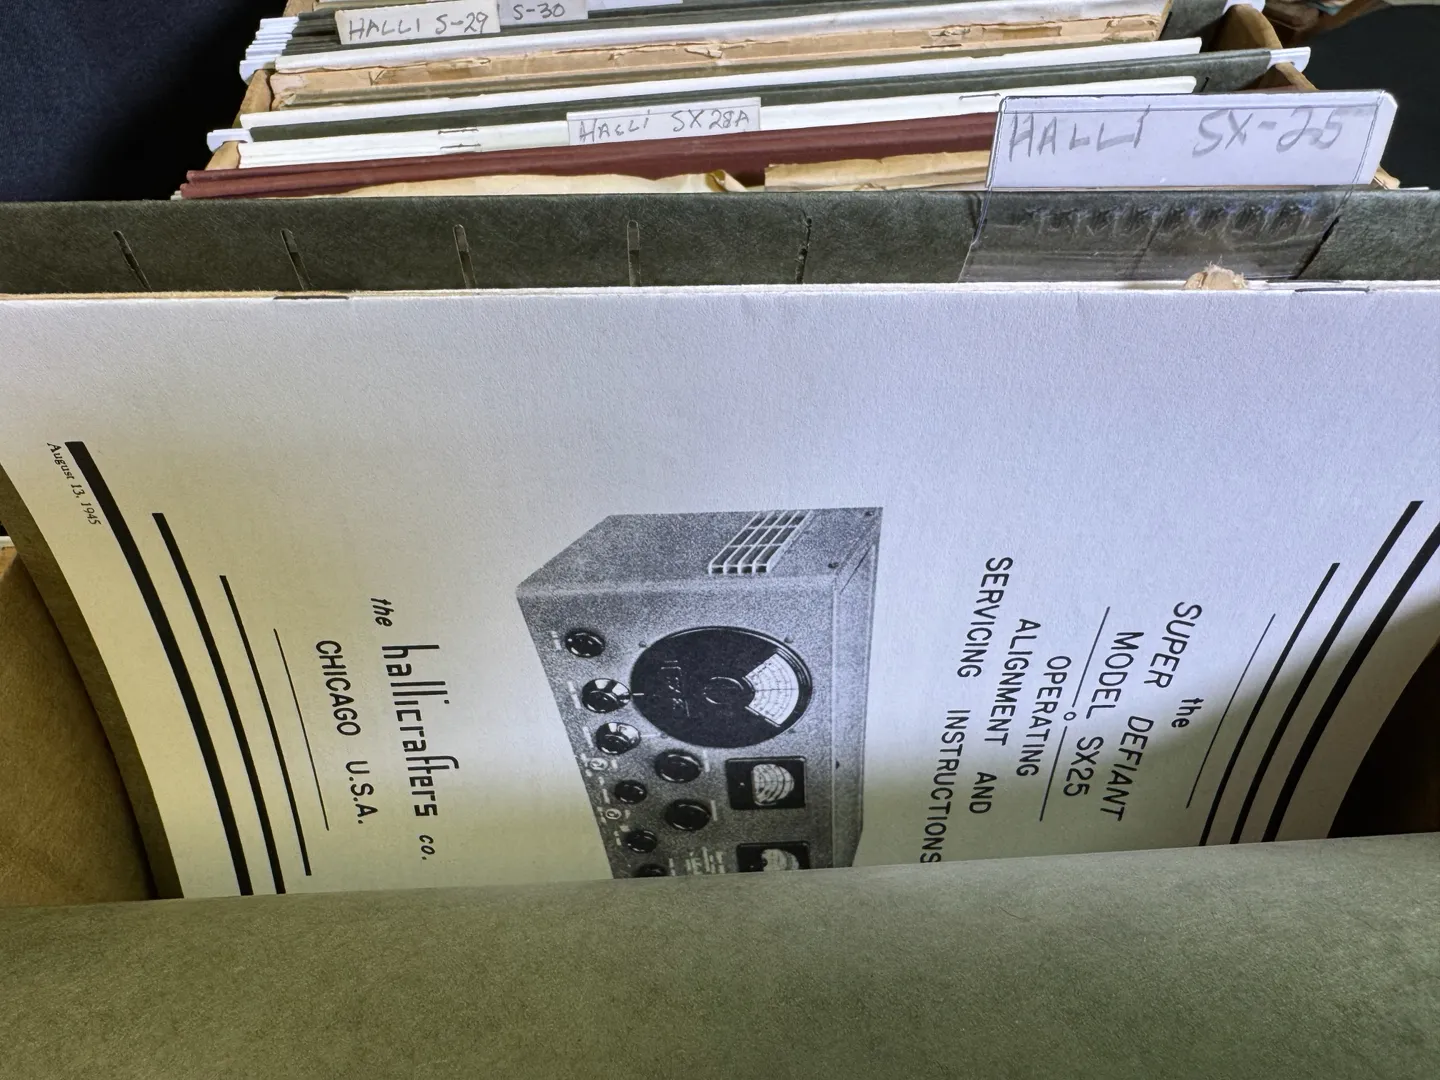 HALLI S-29
S-30
HALLI SX28A
HALLI SX-25
the
SUPER DEFIANT
MODEL SX25
OPERATING
ALIGNMENT AND
SERVICING INSTRUCTIONS
the hallicrafters co.
CHICAGO U.S.A.
August 13, 1945